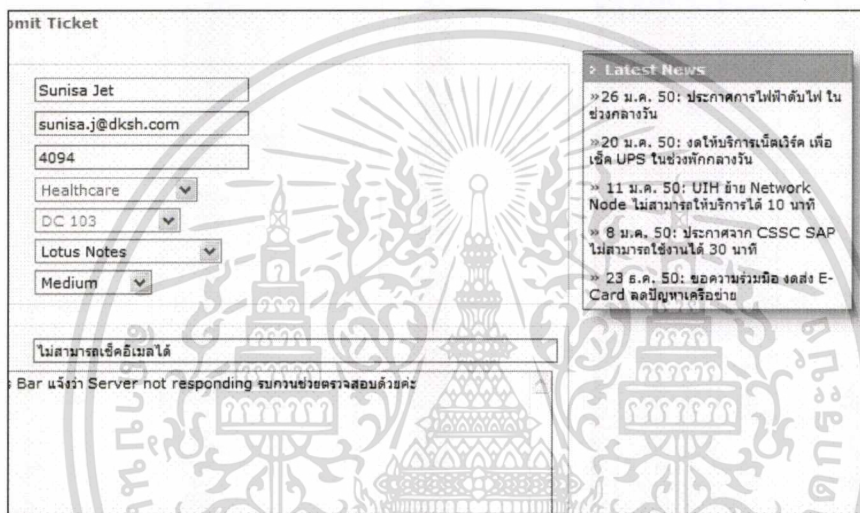 omit Ticket
Sunisa Jet
sunisa.j@dksh.com
4094
Healthcare
DC 103
Lotus Notes
Medium
ไม่สามารถเช็คอีเมลได้
s Bar แจ้งว่า Server not responding รบกวนช่วยตรวจสอบด้วยค่ะ
> Latest News
»26 ม.ค. 50: ประกาศการไฟฟ้าดับไฟ ใน
ช่วงกลางวัน
»20 ม.ค. 50: งดให้บริการเน็ตเวิร์ค เพื่อ
เช็ค UPS ในช่วงพักกลางวัน
» 11 ม.ค. 50: UIH ย้าย Network
Node ไม่สามารถให้บริการได้ 10 นาที
» 8 ม.ค. 50: ประกาศจาก CSSC SAP
ไม่สามารถใช้งานได้ 30 นาที
» 23 ธ.ค. 50: ขอความร่วมมือ งดส่ง E-
Card ลดปัญหาเครือข่าย